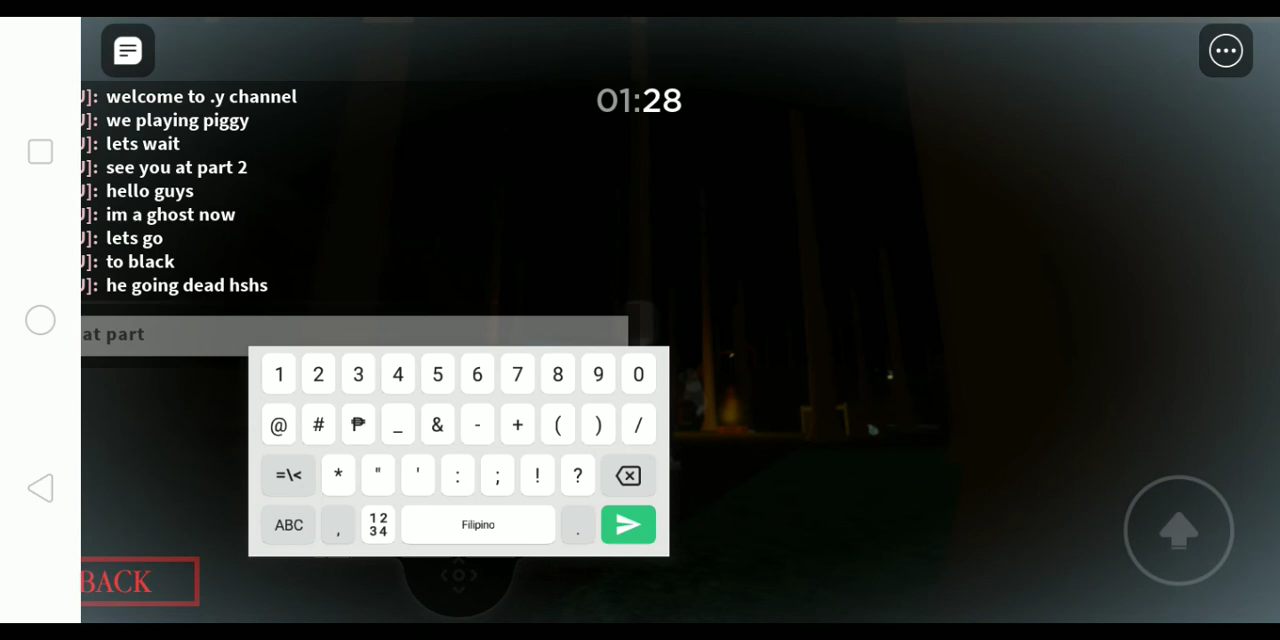 01:28
]: welcome to .y channel
]: we playing piggy
]: lets wait
]: see you at part 2
]: hello guys
]: im a ghost now
]: lets go
]: to black
]: he going dead hshs
at part
1 2 3 4 5 6 7 8 9 0
@ # ₱ _ & - + ( ) /
=\< * " ' : ; ! ?
ABC , 12 34 Filipino .
BACK